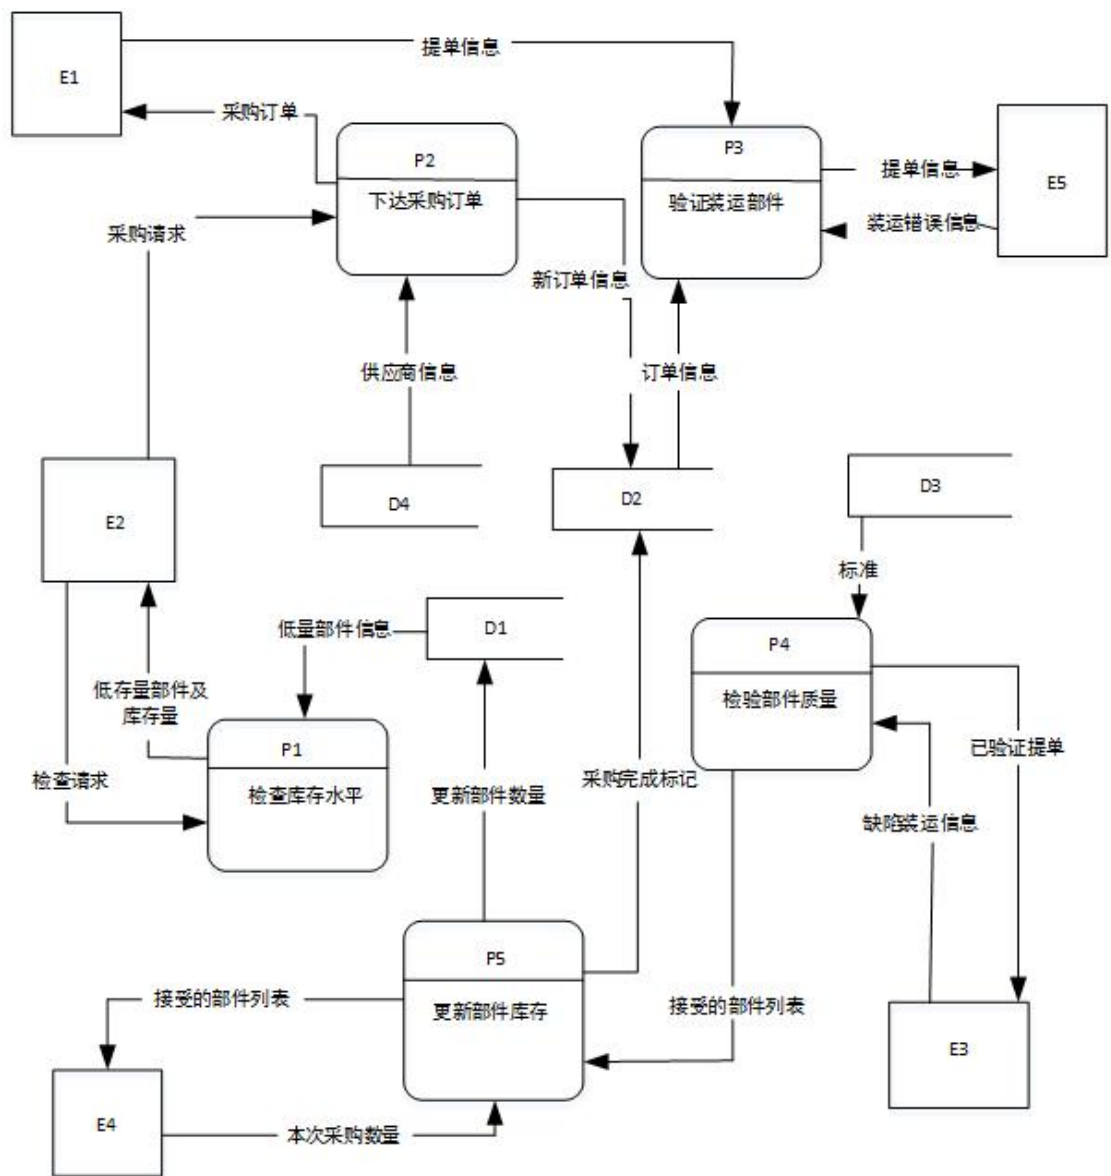 提单信息
E1
采购订单
P2
下达采购订单
P3
验证装运部件
提单信息
E5
装运错误信息
采购请求
新订单信息
供应商信息
订单信息
E2
D4
D2
D3
标准
低量部件信息
D1
P4
检验部件质量
低存量部件及
库存量
P1
检查库存水平
检查请求
更新部件数量
采购完成标记
已验证提单
缺陷装运信息
P5
更新部件库存
接受的部件列表
接受的部件列表
E3
E4
本次采购数量